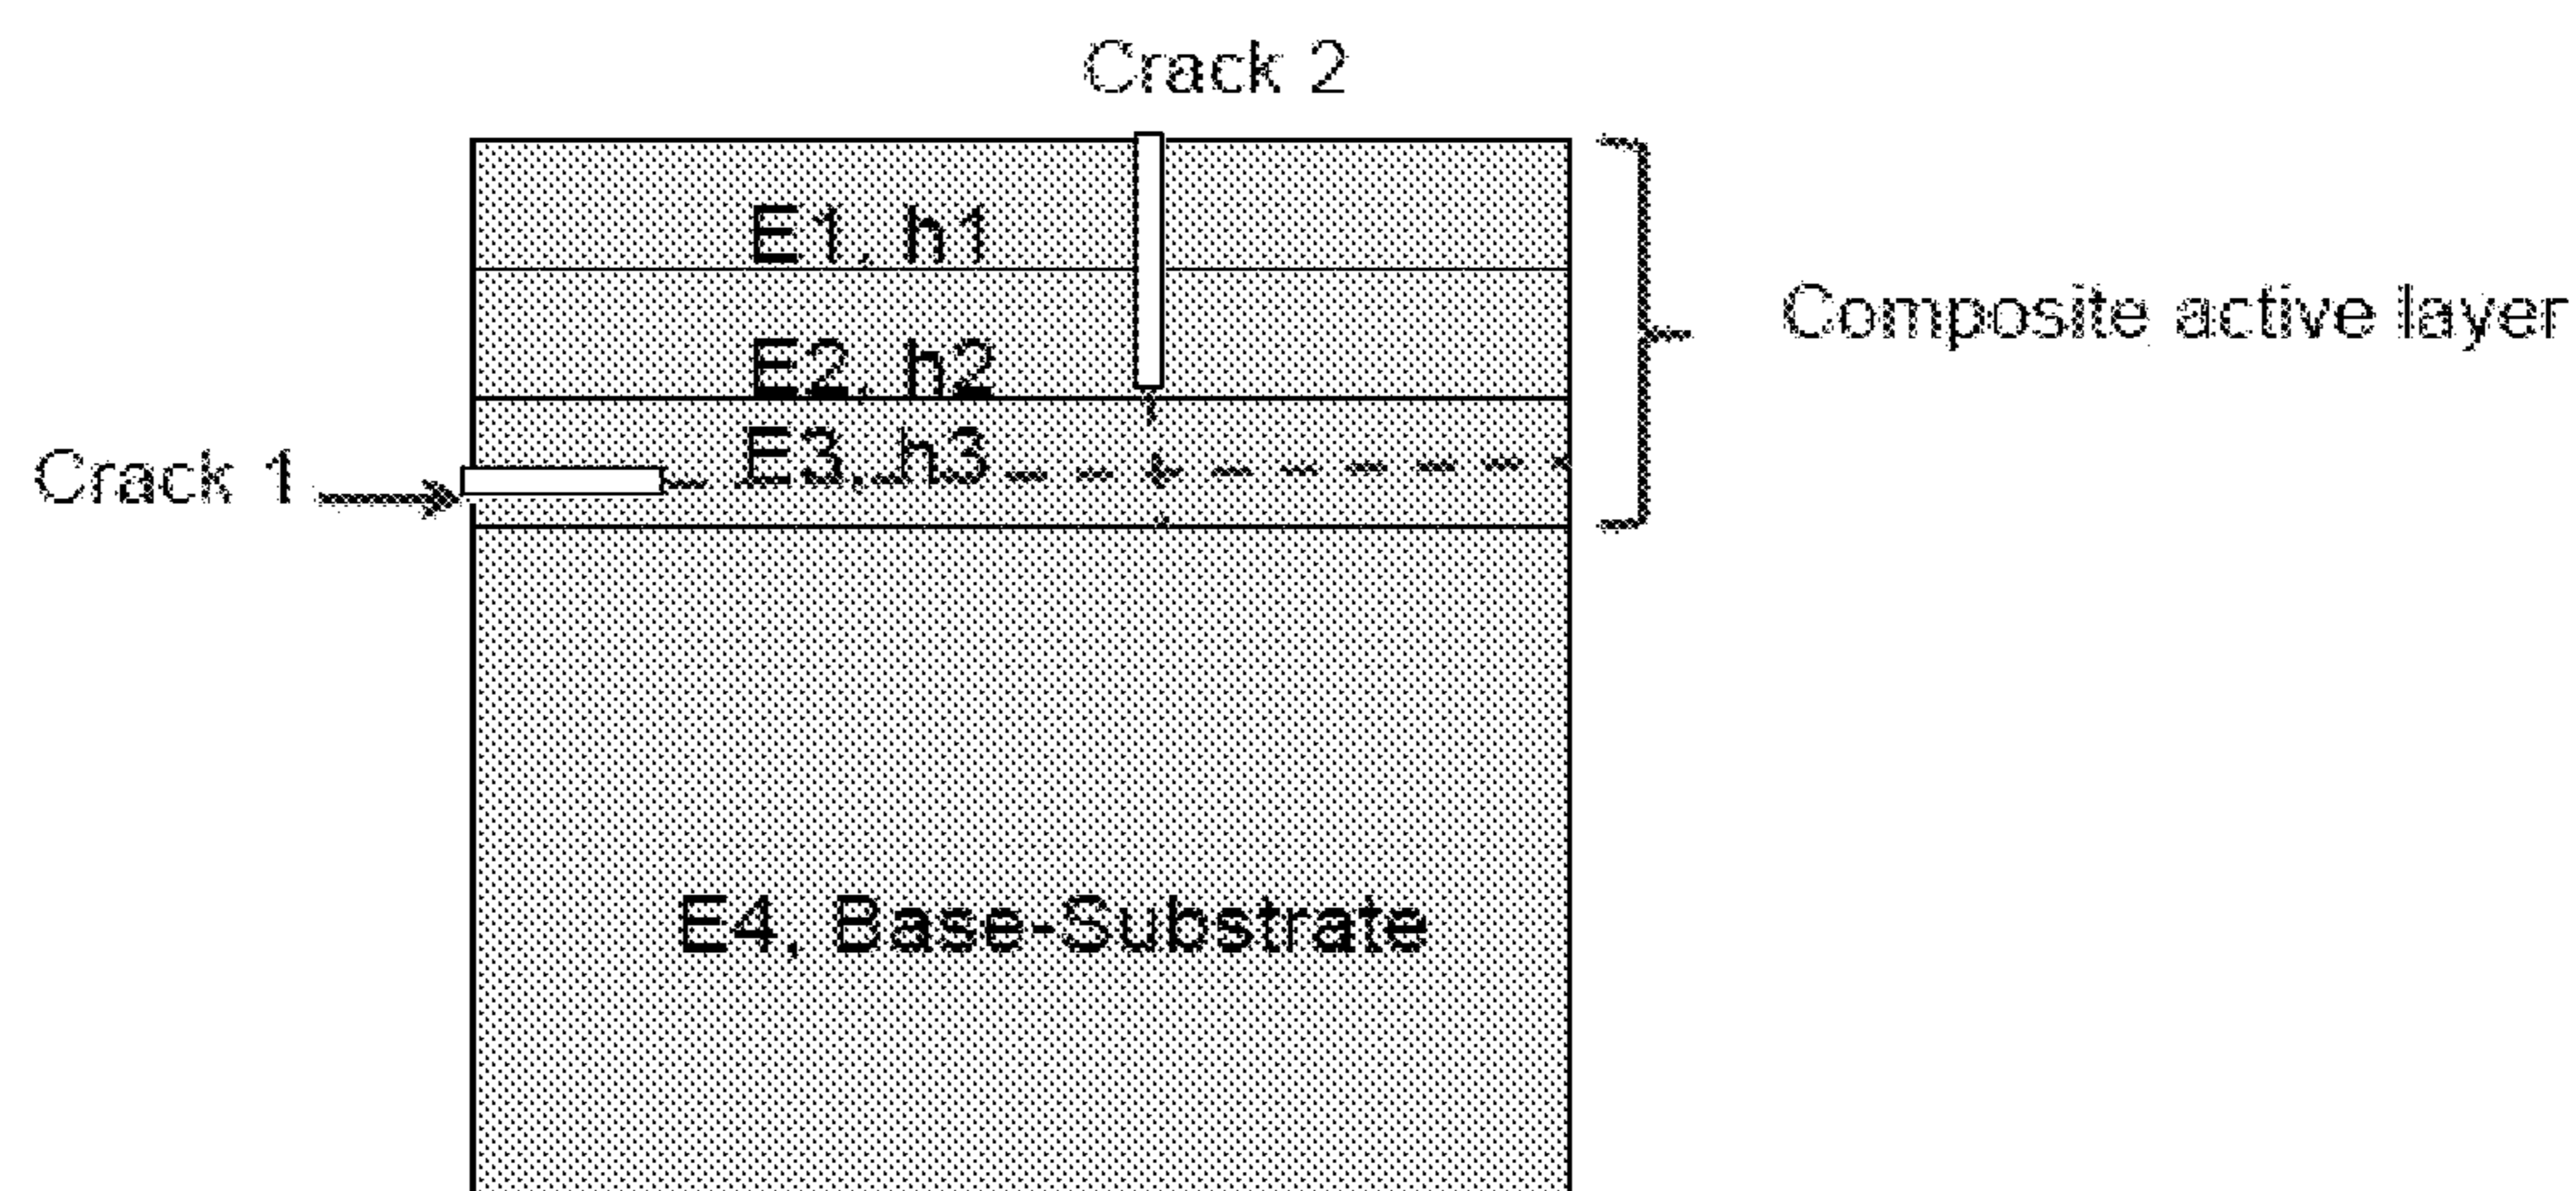 Crack 2
E1, h1
E2, h2
Composite active layer
E3, h3
Crack 1
E4, Base-Substrate